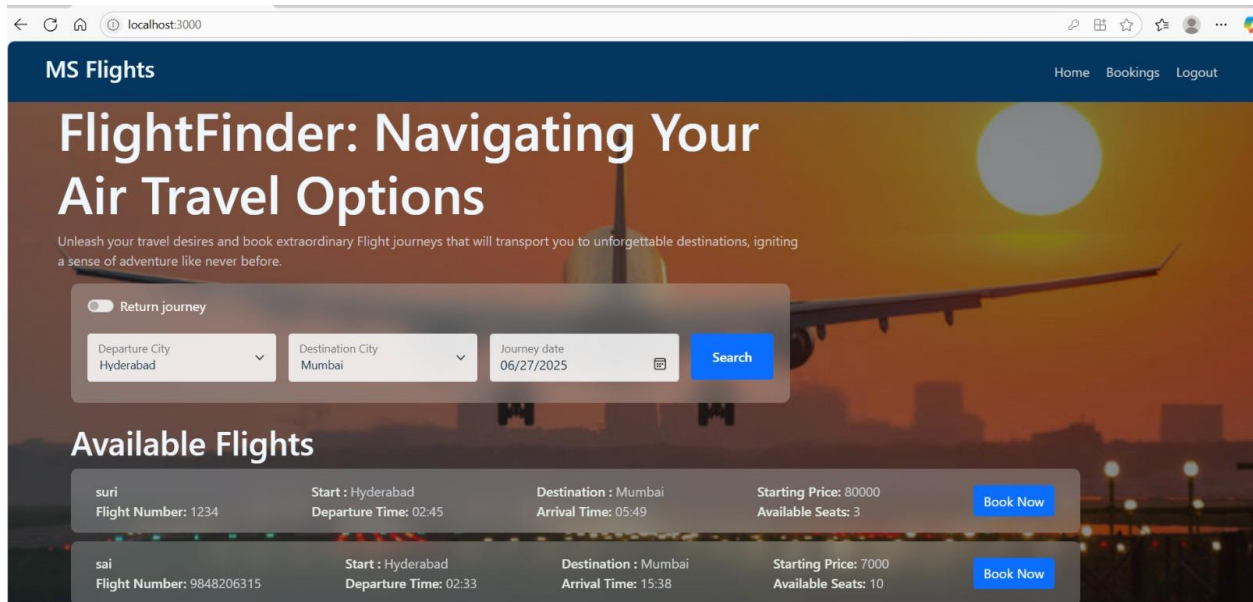 localhost:3000
MS Flights
Home Bookings Logout
FlightFinder: Navigating Your
Air Travel Options
Unleash your travel desires and book extraordinary Flight journeys that will transport you to unforgettable destinations, igniting
a sense of adventure like never before.
Return journey
Departure City
Hyderabad
Destination City
Mumbai
Journey date
06/27/2025
Search
Available Flights
suri Start : Hyderabad Destination : Mumbai Starting Price: 80000
Flight Number: 1234 Departure Time: 02:45 Arrival Time: 05:49 Available Seats: 3
Book Now
sai Start : Hyderabad Destination : Mumbai Starting Price: 7000
Flight Number: 9848206315 Departure Time: 02:33 Arrival Time: 15:38 Available Seats: 10
Book Now